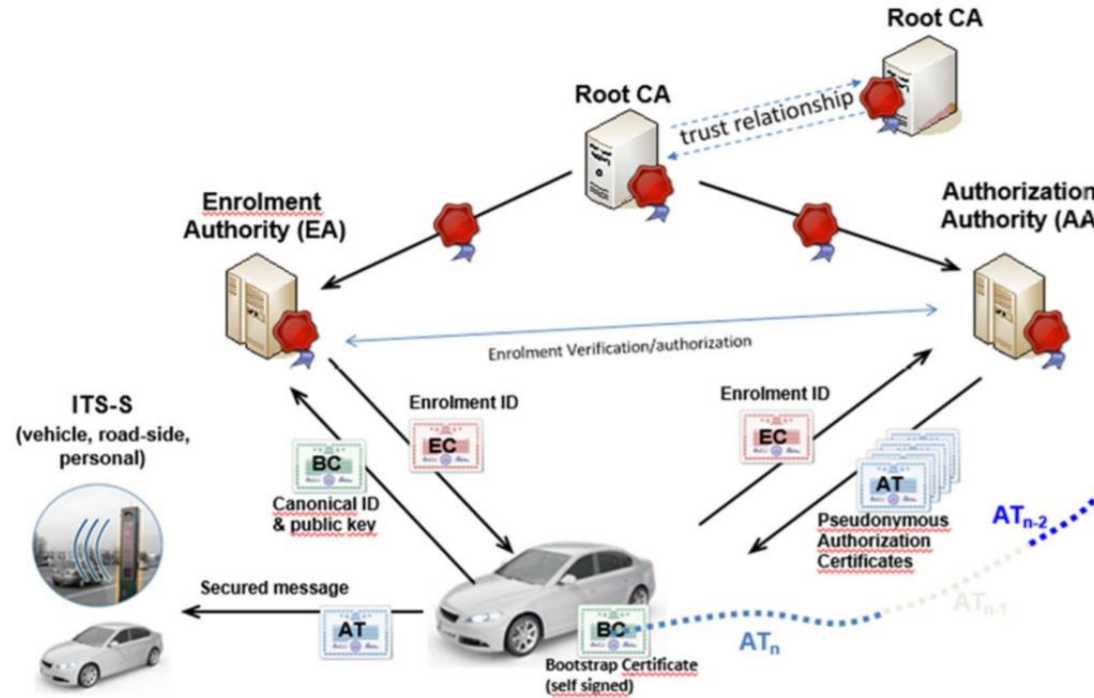 Root CA
Root CA
trust relationship
Enrolment
Authority (EA)
Authorization
Authority (AA
Enrolment Verification/authorization
ITS-S
(vehicle, road-side,
personal)
Enrolment ID
EC
BC
Canonical ID
& public key
Enrolment ID
EC
AT
Pseudonymous
Authorization
Certificates
ATn-2
ATn-1
ATn
Secured message
AT
BC
Bootstrap Certificate
(self signed)